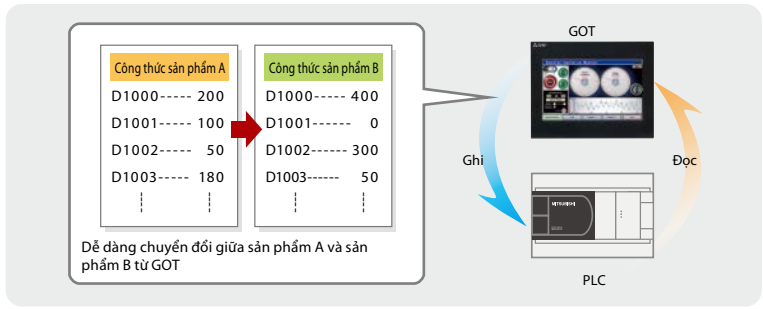 Công thức sản phẩm A
D1000----- 200
D1001----- 100
D1002----- 50
D1003----- 180
Công thức sản phẩm B
D1000----- 400
D1001------ 0
D1002------ 300
D1003------ 50
Dễ dàng chuyển đổi giữa sản phẩm A và sản
phẩm B từ GOT
GOT
Ghi
Đọc
MITSUBISHI
PLC